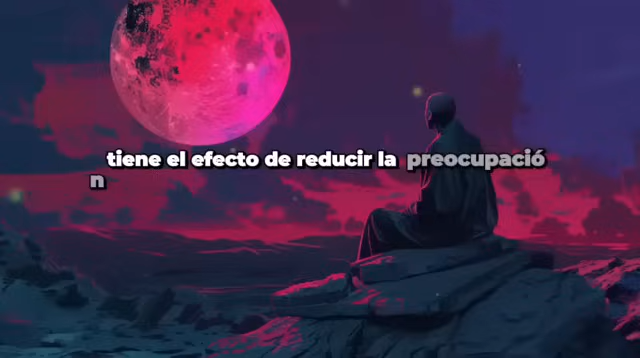 tiene el efecto de reducir la preocupació
n